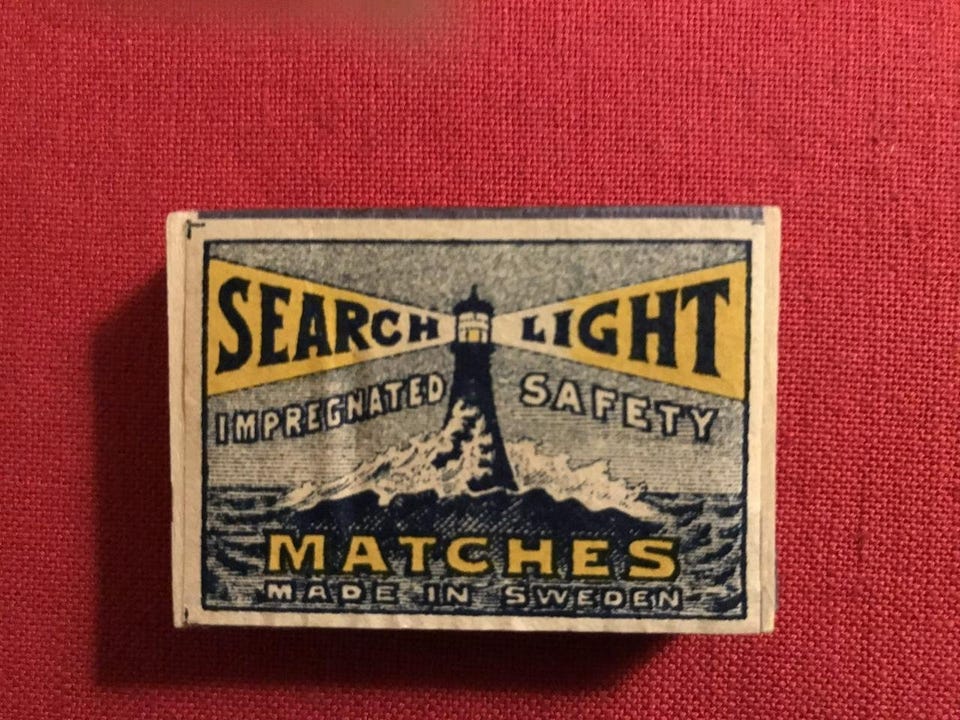 SEARCH LIGHT
IMPREGNATED SAFETY
MATCHES
MADE IN SWEDEN